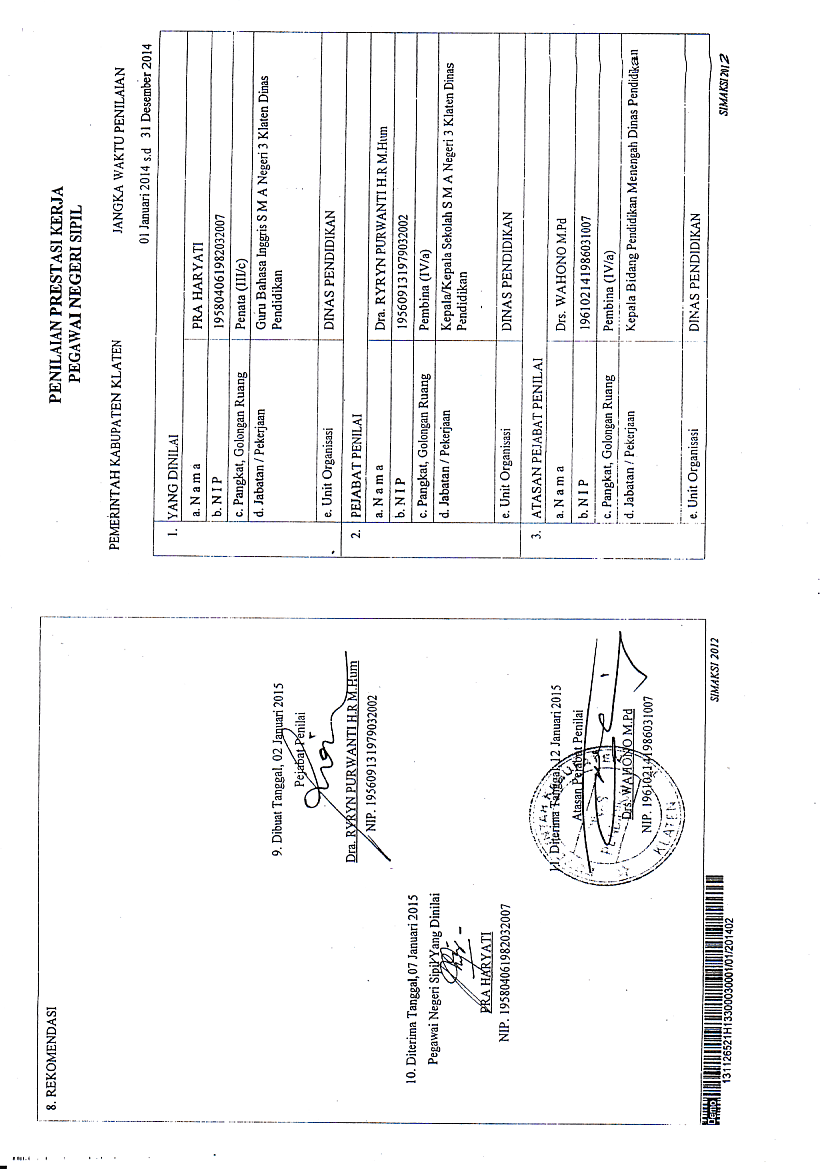 8. REKOMENDASI
9. Dibuat Tanggal, 02 Januari 2015
Pejabat Penilai
Dra. RYRYN PURWANTI H.R M.Hum
NIP. 195609131979032002
10. Diterima Tanggal,07 Januari 2015
Pegawai Negeri Sipil Yang Dinilai
PRA HARYATI
NIP. 195804061982032007
11. Diterima Tanggal, 12 Januari 2015
Atasan Pejabat Penilai
Drs. WAHONO M.Pd
NIP. 196102141986031007
KLATEN
Demo
131126521H13300030001/01/201402
SIMAKSI 2012
PENILAIAN PRESTASI KERJA
PEGAWAI NEGERI SIPIL
PEMERINTAH KABUPATEN KLATEN JANGKA WAKTU PENILAIAN
01 Januari 2014 s.d 31 Desember 2014
1. YANG DINILAI
a. N a m a PRA HARYATI
b. N I P 195804061982032007
c. Pangkat, Golongan Ruang Penata (III/c)
d. Jabatan / Pekerjaan Guru Bahasa Inggris S M A Negeri 3 Klaten Dinas
Pendidikan
e. Unit Organisasi DINAS PENDIDIKAN
2. PEJABAT PENILAI
a. N a m a Dra. RYRYN PURWANTI H.R M.Hum
b. N I P 195609131979032002
c. Pangkat, Golongan Ruang Pembina (IV/a)
d. Jabatan / Pekerjaan Kepala/Kepala Sekolah S M A Negeri 3 Klaten Dinas
Pendidikan
e. Unit Organisasi DINAS PENDIDIKAN
3. ATASAN PEJABAT PENILAI
a. N a m a Drs. WAHONO M.Pd
b. N I P 196102141986031007
c. Pangkat, Golongan Ruang Pembina (IV/a)
d. Jabatan / Pekerjaan Kepala Bidang Pendidikan Menengah Dinas Pendidikan
e. Unit Organisasi DINAS PENDIDIKAN
SIMAKSI 2012